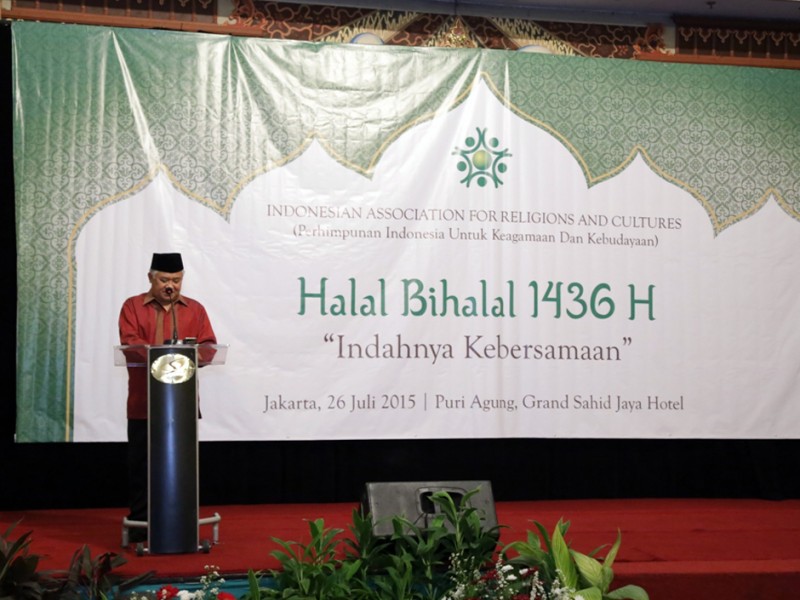 INDONESIAN ASSOCIATION FOR RELIGIONS AND CULTURES
(Perhimpunan Indonesia Untuk Keagamaan Dan Kebudayaan)
Halal Bihalal 1436 H
“Indahnya Kebersamaan”
Jakarta, 26 Juli 2015 | Puri Agung, Grand Sahid Jaya Hotel